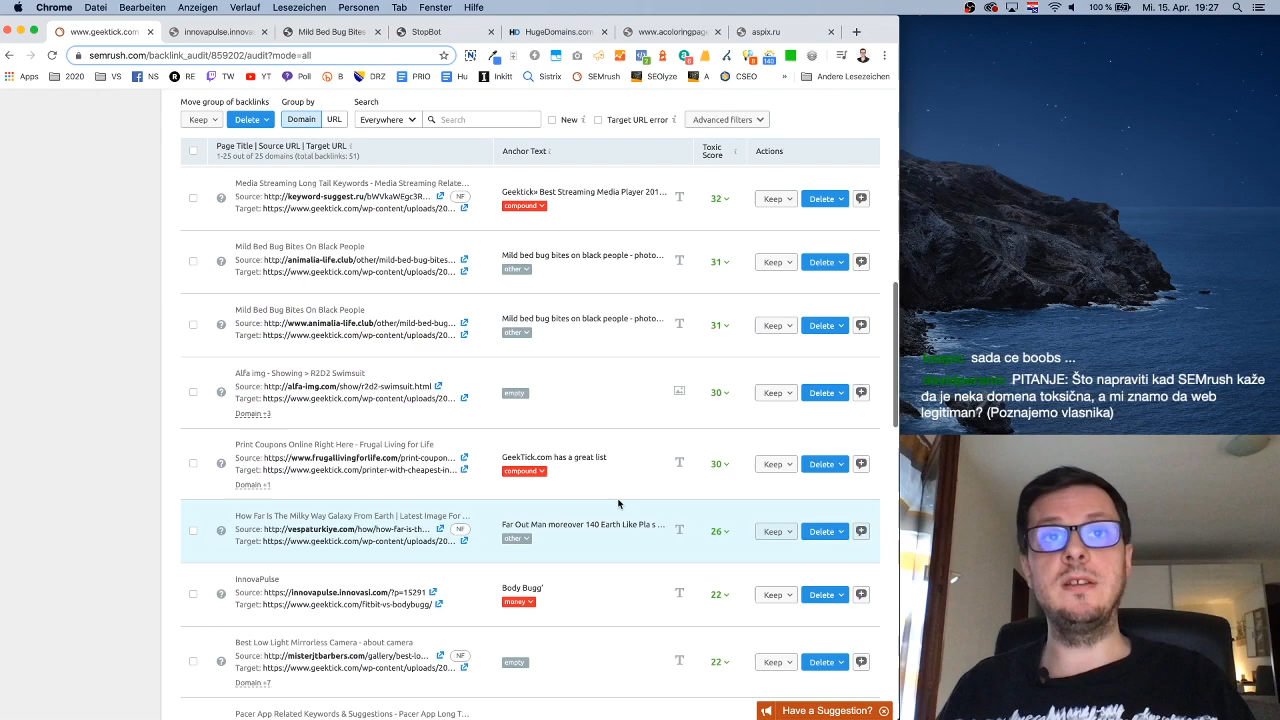 Chrome Datei Bearbeiten Anzeigen Verlauf Lesezeichen Personen Tab Fenster Hilfe
100 % Mi. 15. Apr. 19:27
www.geektick.com innovapulse.innovas Mild Bed Bug Bites StopBot HugeDomains.com www.acoloringpage aspix.ru
semrush.com/backlink_audit/859202/audit?mode=all
Apps 2020 VS NS RE TW YT Poll B DRZ PRIO Hu Inkitt Sistrix SEMrush SEOlyze A CSEO » Andere Lesezeichen
Move group of backlinks Group by Search
Keep Delete Domain URL Everywhere Search New Target URL error Advanced filters
Page Title | Source URL | Target URL
1-25 out of 25 domains (total backlinks: 51)
Anchor Text
Toxic
Score
Actions
Media Streaming Long Tail Keywords - Media Streaming Relate...
Source: http://keyword-suggest.ru/bWVkaWEgc3R... NF
Target: https://www.geektick.com/wp-content/uploads/20...
Geektick» Best Streaming Media Player 201...
compound
32 Keep Delete
Mild Bed Bug Bites On Black People
Source: http://animalia-life.club/other/mild-bed-bug-bites...
Target: https://www.geektick.com/wp-content/uploads/20...
Mild bed bug bites on black people - photo...
other
31 Keep Delete
Mild Bed Bug Bites On Black People
Source: http://www.animalia-life.club/other/mild-bed-bug...
Target: https://www.geektick.com/wp-content/uploads/20...
Mild bed bug bites on black people - photo...
other
31 Keep Delete
Alfa img - Showing > R2D2 Swimsuit
Source: http://alfa-img.com/show/r2d2-swimsuit.html
Target: https://www.geektick.com/wp-content/uploads/20...
Domain +3
empty
30 Keep Delete
Print Coupons Online Right Here - Frugal Living for Life
Source: https://www.frugallivingforlife.com/print-coupon...
Target: https://www.geektick.com/printer-with-cheapest-in...
Domain +1
GeekTick.com has a great list
compound
30 Keep Delete
How Far Is The Milky Way Galaxy From Earth | Latest Image For ...
Source: http://vespaturkiye.com/how/how-far-is-th... NF
Target: https://www.geektick.com/wp-content/uploads/20...
Far Out Man moreover 140 Earth Like Pla s ...
other
26 Keep Delete
InnovaPulse
Source: https://innovapulse.innovasi.com/?p=15291
Target: https://www.geektick.com/fitbit-vs-bodybugg/
Body Bugg'
money
22 Keep Delete
Best Low Light Mirrorless Camera - about camera
Source: http://misterjtbarbers.com/gallery/best-lo... NF
Target: https://www.geektick.com/wp-content/uploads/20...
Domain +7
empty
22 Keep Delete
Pacer App Related Keywords & Suggestions - Pacer App Long T...
Have a Suggestion?
sada ce boobs ...
PITANJE: Što napraviti kad SEMrush kaže
da je neka domena toksična, a mi znamo da web
legitiman? (Poznajemo vlasnika)